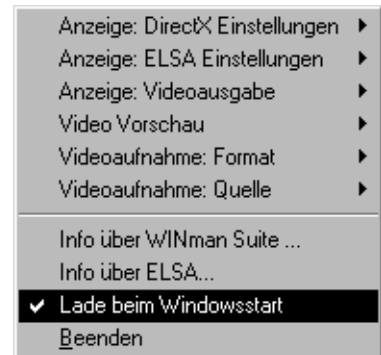 Anzeige: DirectX Einstellungen
Anzeige: ELSA Einstellungen
Anzeige: Videoausgabe
Video Vorschau
Videoaufnahme: Format
Videoaufnahme: Quelle
Info über WINman Suite ...
Info über ELSA...
Lade beim Windowsstart
Beenden